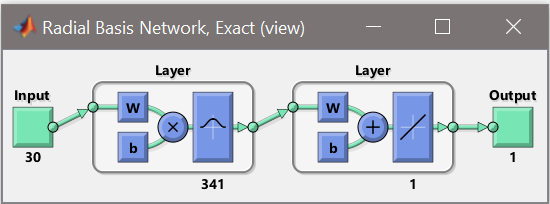 Radial Basis Network, Exact (view)
Layer
Layer
Input
Output
W
W
b
b
30
1
341
1